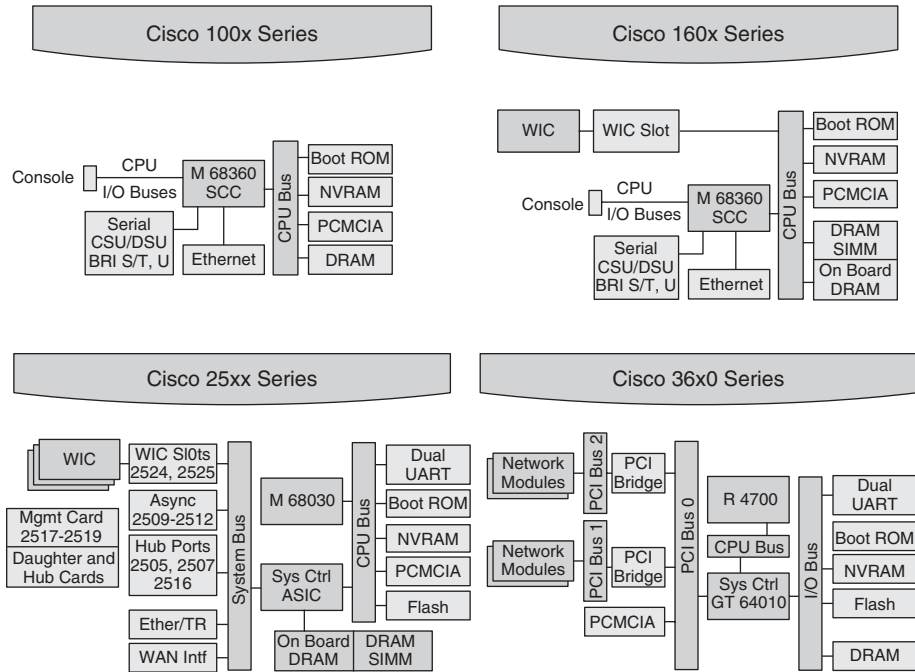 Cisco 100x Series
Console
CPU
I/O Buses
M 68360
SCC
Serial
CSU/DSU
BRI S/T, U
Ethernet
CPU Bus
Boot ROM
NVRAM
PCMCIA
DRAM
Cisco 160x Series
WIC
WIC Slot
Console
CPU
I/O Buses
M 68360
SCC
Serial
CSU/DSU
BRI S/T, U
Ethernet
CPU Bus
Boot ROM
NVRAM
PCMCIA
DRAM
SIMM
On Board
DRAM
Cisco 25xx Series
WIC
WIC Sl0ts
2524, 2525
Async
2509-2512
Mgmt Card
2517-2519
Daughter and
Hub Cards
Hub Ports
2505, 2507
2516
Ether/TR
WAN Intf
System Bus
M 68030
Sys Ctrl
ASIC
On Board
DRAM
DRAM
SIMM
CPU Bus
Dual
UART
Boot ROM
NVRAM
PCMCIA
Flash
Cisco 36x0 Series
Network
Modules
PCI Bus 2
PCI
Bridge
Network
Modules
PCI Bus 1
PCI
Bridge
PCMCIA
PCI Bus 0
R 4700
CPU Bus
Sys Ctrl
GT 64010
I/O Bus
Dual
UART
Boot ROM
NVRAM
Flash
DRAM